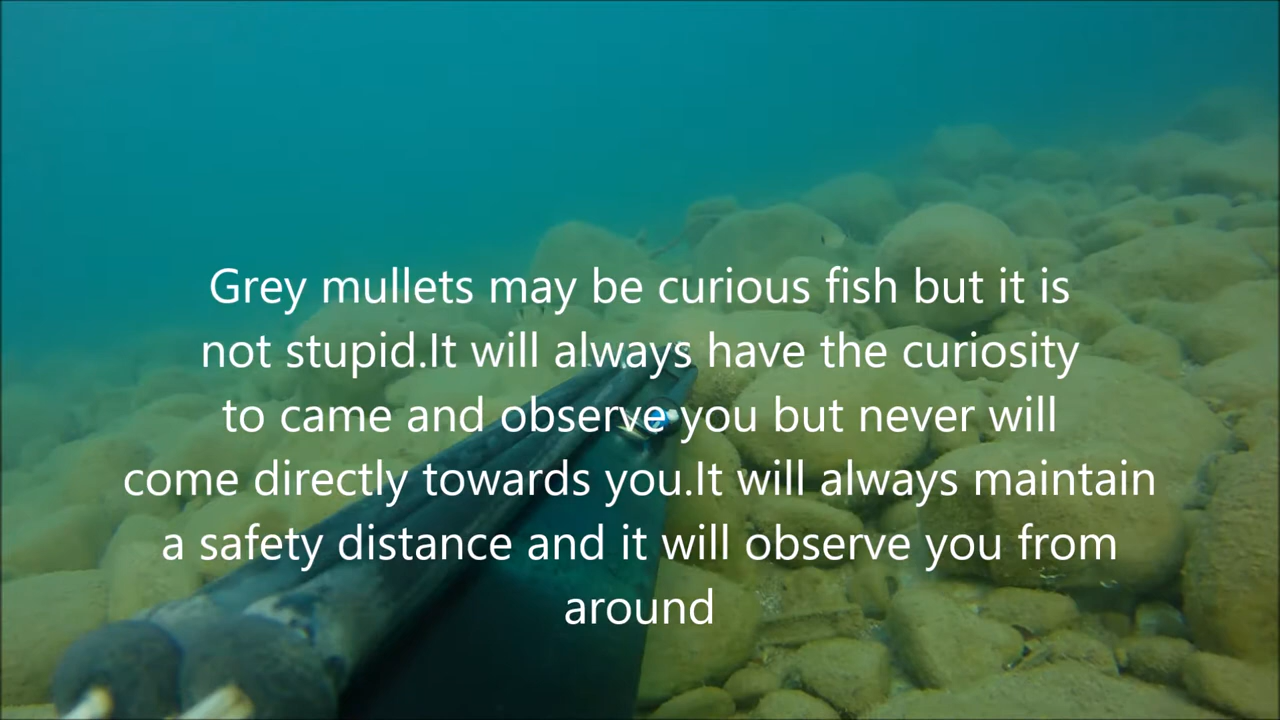 Grey mullets may be curious fish but it is
not stupid.It will always have the curiosity
to came and observe you but never will
come directly towards you.It will always maintain
a safety distance and it will observe you from
around